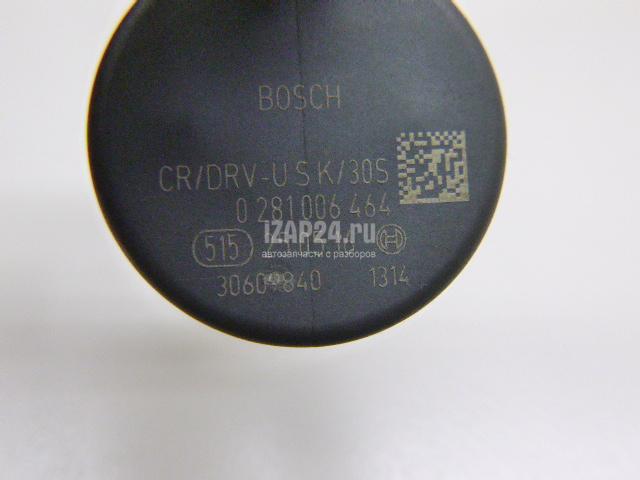 BOSCH
CR/DRV-U S K/30S
0 281 006 464
IZAP24.ru
515
автозапчасти с разборов
1314